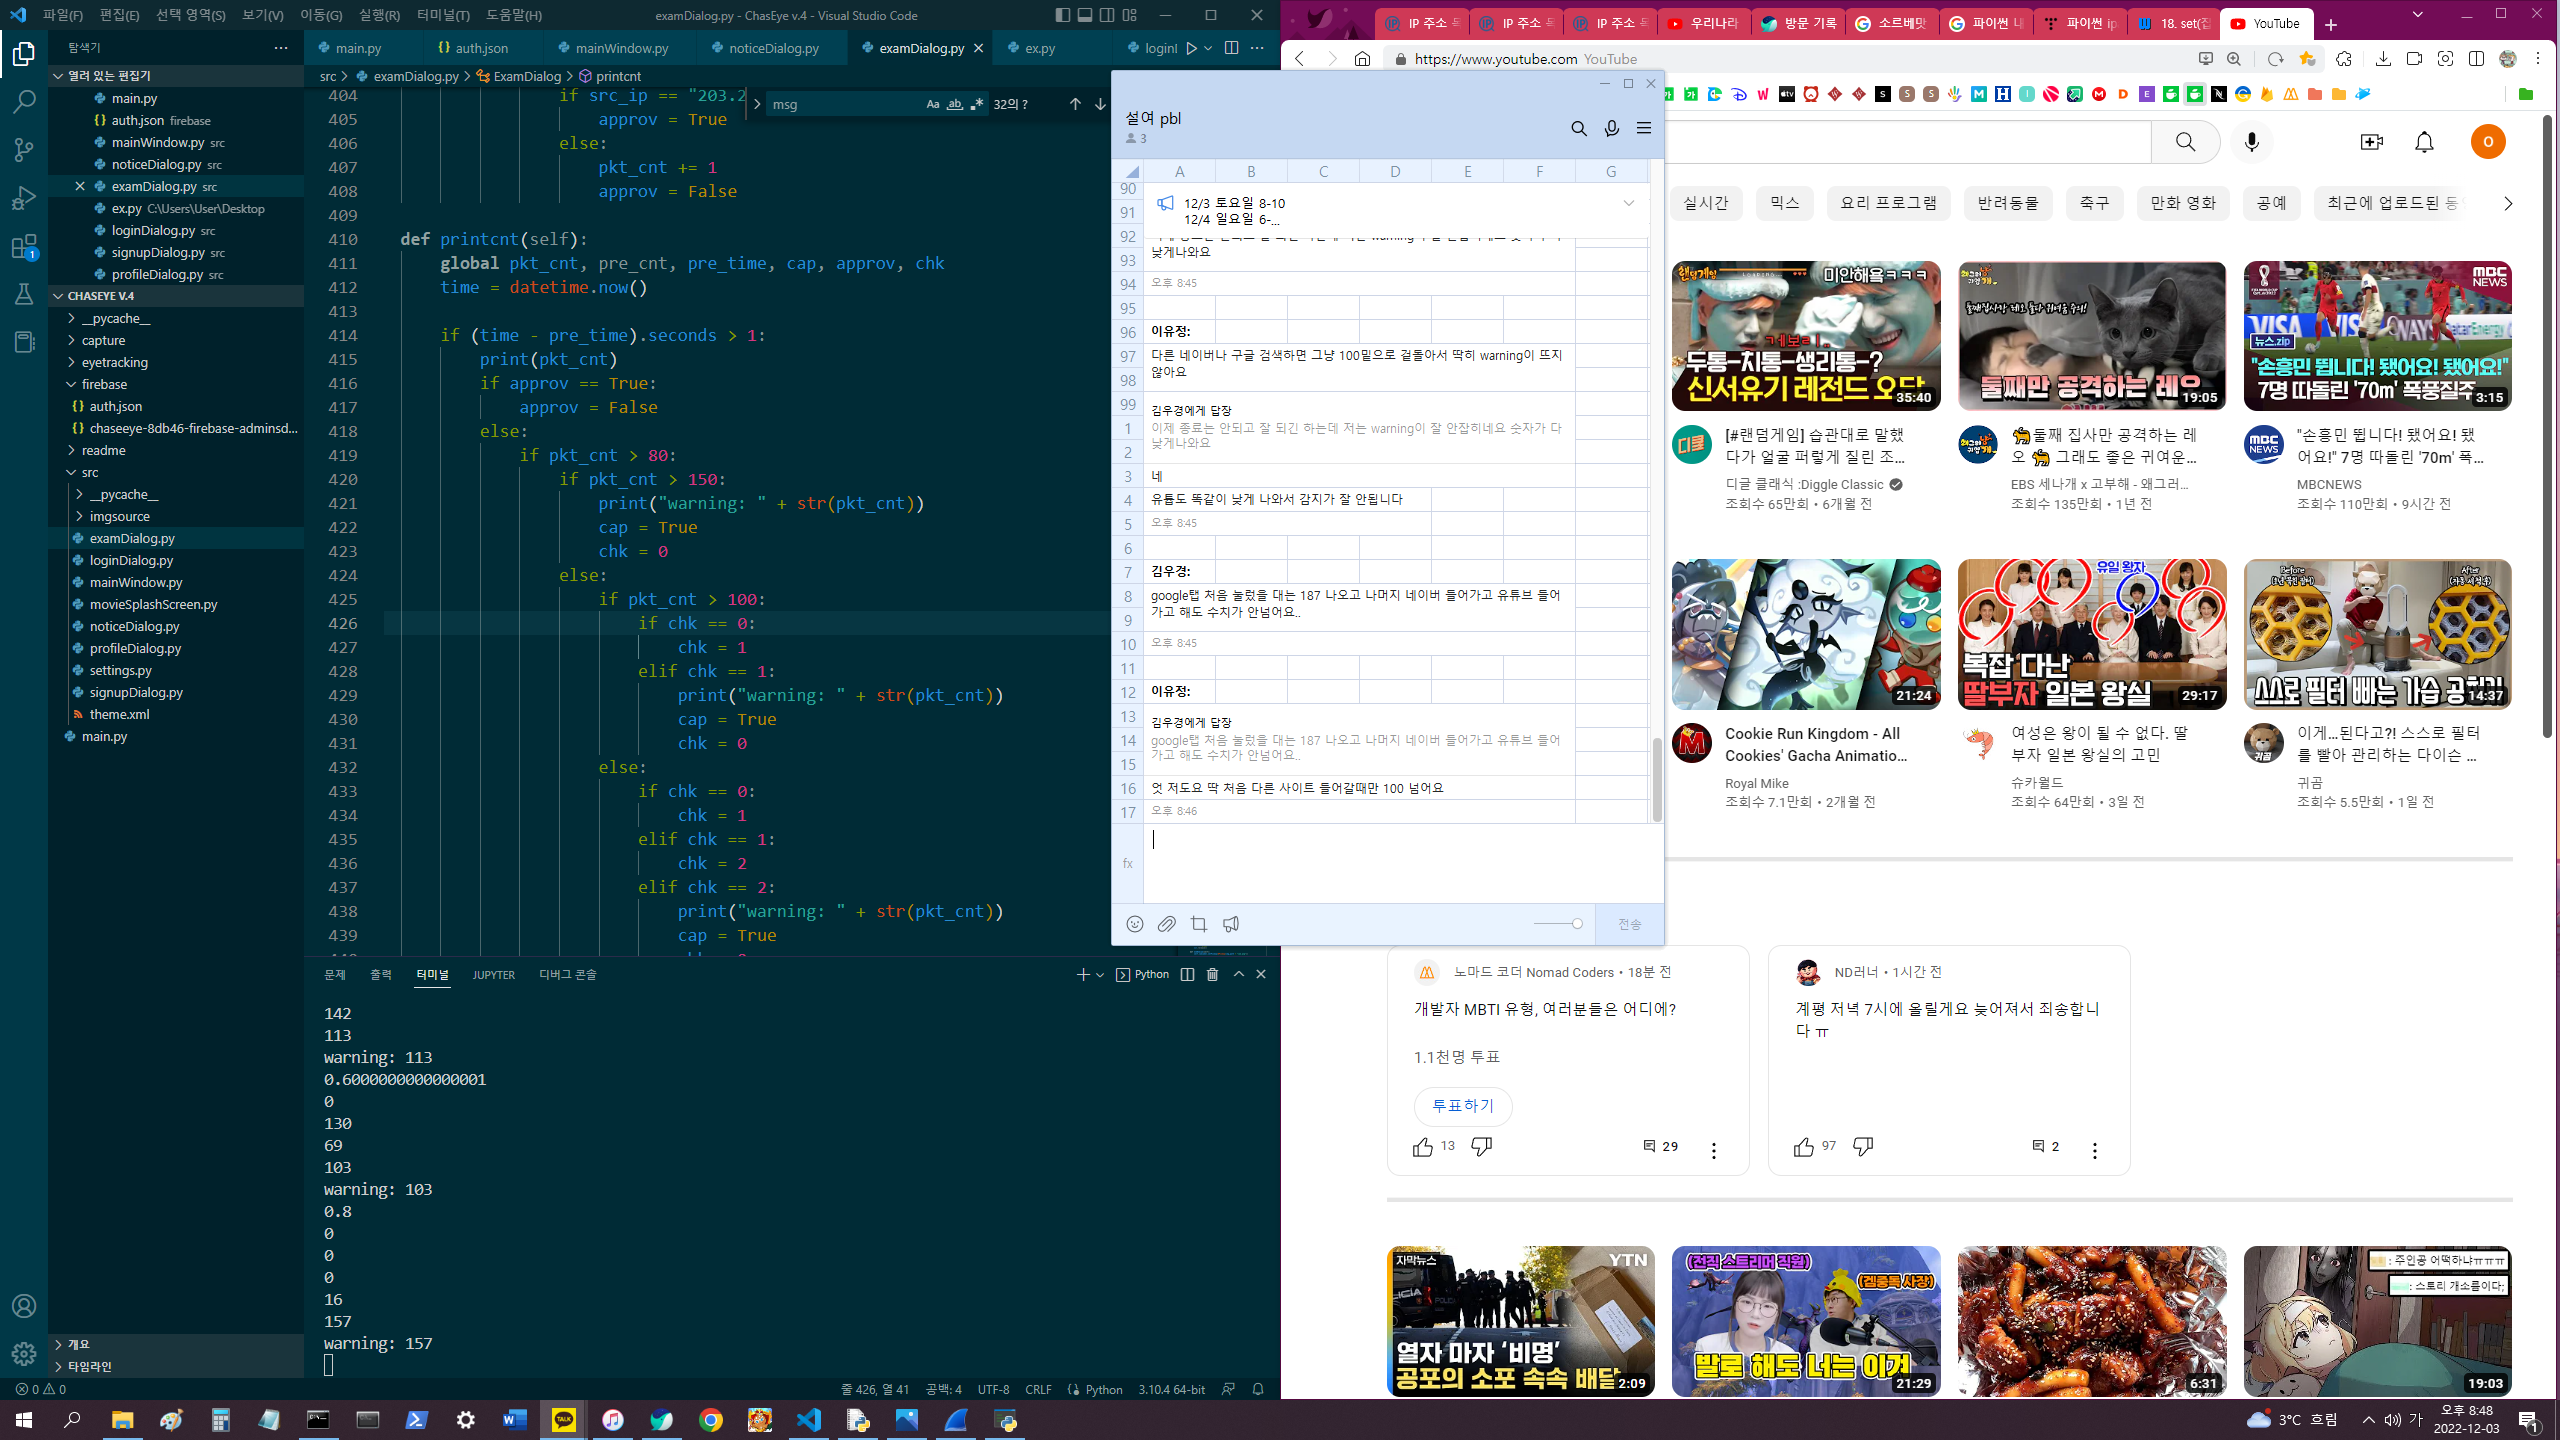 파일(F) 편집(E) 선택 영역(S) 보기(V) 이동(G) 실행(R) 터미널(T) 도움말(H)
examDialog.py - ChasEye v.4 - Visual Studio Code
탐색기
열려 있는 편집기
main.py
auth.json firebase
mainWindow.py src
noticeDialog.py src
examDialog.py src
ex.py C:\Users\User\Desktop
loginDialog.py src
signupDialog.py src
profileDialog.py src
CHASEYE V.4
__pycache__
capture
eyetracking
firebase
auth.json
chaseeye-8db46-firebase-adminsd...
readme
src
__pycache__
imgsource
examDialog.py
loginDialog.py
mainWindow.py
movieSplashScreen.py
noticeDialog.py
profileDialog.py
settings.py
signupDialog.py
theme.xml
main.py
개요
타임라인
main.py auth.json mainWindow.py noticeDialog.py examDialog.py ex.py loginI
src > examDialog.py > ExamDialog > printcnt
msg
32의 ?
404 if src_ip == "203.2
405 approv = True
406 else:
407 pkt_cnt += 1
408 approv = False
409
410 def printcnt(self):
411 global pkt_cnt, pre_cnt, pre_time, cap, approv, chk
412 time = datetime.now()
413
414 if (time - pre_time).seconds > 1:
415 print(pkt_cnt)
416 if approv == True:
417 approv = False
418 else:
419 if pkt_cnt > 80:
420 if pkt_cnt > 150:
421 print("warning: " + str(pkt_cnt))
422 cap = True
423 chk = 0
424 else:
425 if pkt_cnt > 100:
426 if chk == 0:
427 chk = 1
428 elif chk == 1:
429 print("warning: " + str(pkt_cnt))
430 cap = True
431 chk = 0
432 else:
433 if chk == 0:
434 chk = 1
435 elif chk == 1:
436 chk = 2
437 elif chk == 2:
438 print("warning: " + str(pkt_cnt))
439 cap = True
문제 출력 터미널 JUPYTER 디버그 콘솔
Python
142
113
warning: 113
0.6000000000000001
0
130
69
103
warning: 103
0.8
0
0
0
16
157
warning: 157
0 0
줄 426, 열 41 공백: 4 UTF-8 CRLF Python 3.10.4 64-bit
설여 pbl
3
A B C D E F G
90
91
92
93
94
95
96
97
98
99
1
2
3
4
5
6
7
8
9
10
11
12
13
14
15
16
17
12/3 토요일 8-10
12/4 일요일 6-...
낮게나와요
오후 8:45
이유정:
다른 네이버나 구글 검색하면 그냥 100밑으로 겉돌아서 딱히 warning이 뜨지
않아요
김우경에게 답장
이제 종료는 안되고 잘 되긴 하는데 저는 warning이 잘 안잡히네요 숫자가 다
낮게나와요
네
유튭도 똑같이 낮게 나와서 감지가 잘 안됩니다
오후 8:45
김우경:
google탭 처음 눌렀을 대는 187 나오고 나머지 네이버 들어가고 유튜브 들어
가고 해도 수치가 안넘어요..
오후 8:45
이유정:
김우경에게 답장
google탭 처음 눌렀을 대는 187 나오고 나머지 네이버 들어가고 유튜브 들어
가고 해도 수치가 안넘어요..
엇 저도요 딱 처음 다른 사이트 들어갈때만 100 넘어요
오후 8:46
fx
전송
IP 주소 IP 주소 IP 주소 우리나라 방문 기록 소르베맛 파이썬 내 파이썬 ip 18. set(집 YouTube
https://www.youtube.com YouTube
실시간 믹스 요리 프로그램 반려동물 축구 만화 영화 공예 최근에 업로드된
랜덤게임
미안해욬ㅋㅋㅋ
두통-치통-생리통-?
신서유기 레전드 오답
35:40
둘째만 공격하는 레오
19:05
MBC NEWS
뉴스.zip
"손흥민 뜁니다! 됐어요! 됐어요!"
7명 따돌린 '70m' 폭풍질주
3:15
[#랜덤게임] 습관대로 말했
다가 얼굴 퍼렇게 질린 조...
디글 클래식 :Diggle Classic
조회수 65만회 • 6개월 전
🐈둘째 집사만 공격하는 레
오 🐈 그래도 좋은 귀여운...
EBS 세나개 x 고부해 - 왜그러...
조회수 135만회 • 1년 전
"손흥민 뜁니다! 됐어요! 됐
어요!" 7명 따돌린 '70m' 폭...
MBCNEWS
조회수 110만회 • 9시간 전
21:24
유일 왕자
복잡 다난
딸부자 일본 왕실
29:17
Before
After
스스로 필터 빠는 가습 공청기
14:37
Cookie Run Kingdom - All
Cookies' Gacha Animatio...
Royal Mike
조회수 7.1만회 • 2개월 전
여성은 왕이 될 수 없다. 딸
부자 일본 왕실의 고민
슈카월드
조회수 64만회 • 3일 전
이게...된다고?! 스스로 필터
를 빨아 관리하는 다이슨 ...
귀곰
조회수 5.5만회 • 1일 전
노마드 코더 Nomad Coders • 18분 전
개발자 MBTI 유형, 여러분들은 어디에?
1.1천명 투표
투표하기
13
29
ND러너 • 1시간 전
계평 저녁 7시에 올릴게요 늦어져서 죄송합니
다 ㅠ
97
2
자막뉴스
YTN
열자 마자 '비명'
공포의 소포 속속 배달
2:09
(전직 스트리머 직원)
(겜중독 사장)
발로 해도 너는 이겨
21:29
6:31
: 주인공 어떡하냐ㅠㅠㅠ
: 스토리 개소름이다;
19:03
3°C 흐림
가
오후 8:48
2022-12-03
1